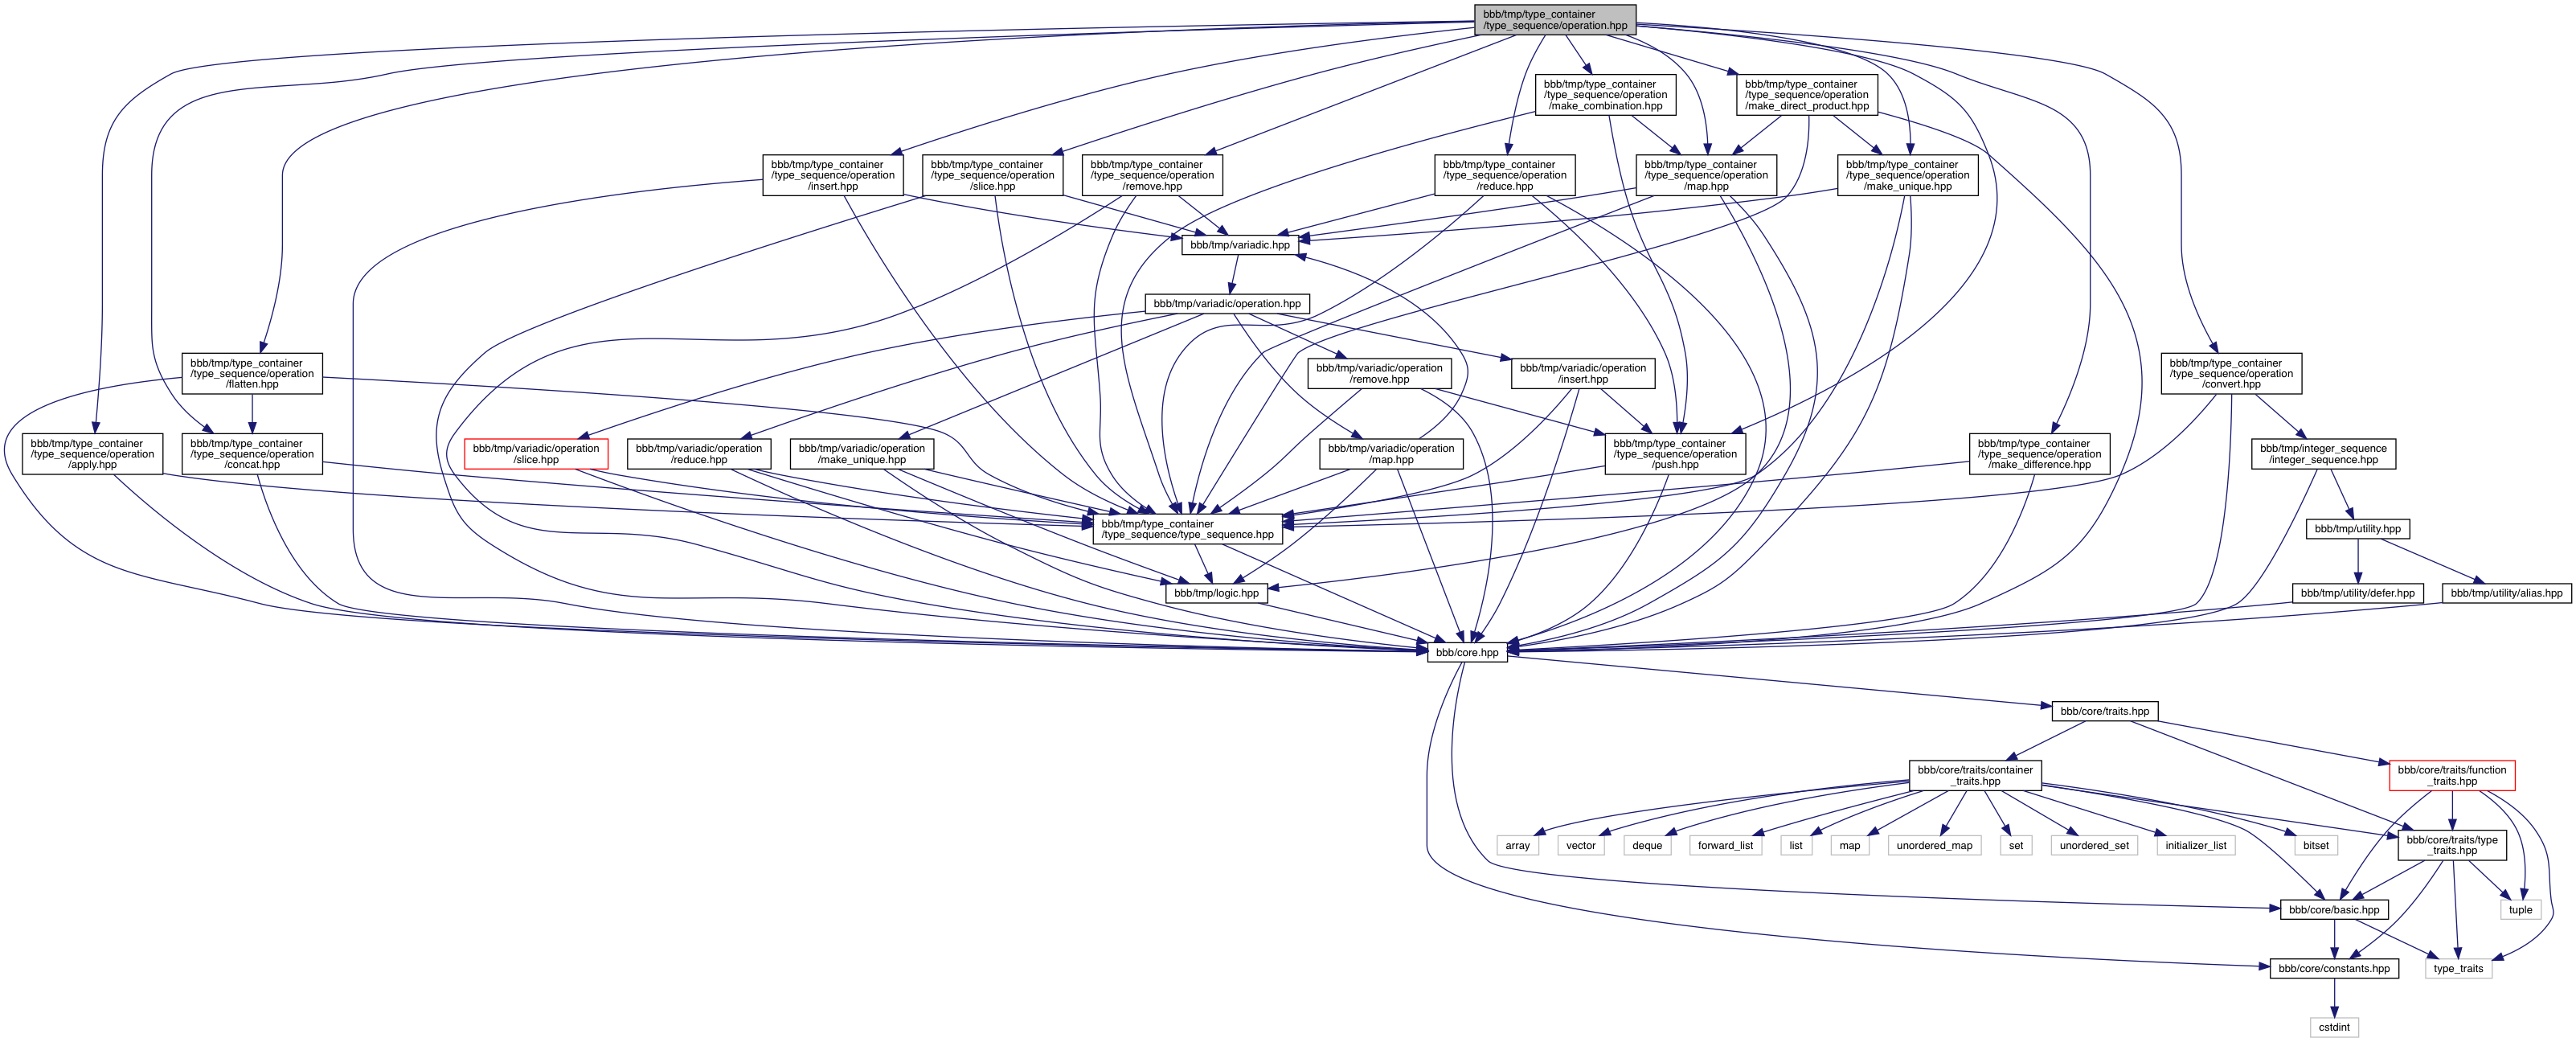 bbb/tmp/type_container
/type_sequence/operation.hpp
bbb/tmp/type_container
/type_sequence/operation
/make_combination.hpp
bbb/tmp/type_container
/type_sequence/operation
/make_direct_product.hpp
bbb/tmp/type_container
/type_sequence/operation
/insert.hpp
bbb/tmp/type_container
/type_sequence/operation
/slice.hpp
bbb/tmp/type_container
/type_sequence/operation
/remove.hpp
bbb/tmp/type_container
/type_sequence/operation
/reduce.hpp
bbb/tmp/type_container
/type_sequence/operation
/map.hpp
bbb/tmp/type_container
/type_sequence/operation
/make_unique.hpp
bbb/tmp/variadic.hpp
bbb/tmp/variadic/operation.hpp
bbb/tmp/type_container
/type_sequence/operation
/flatten.hpp
bbb/tmp/variadic/operation
/remove.hpp
bbb/tmp/variadic/operation
/insert.hpp
bbb/tmp/type_container
/type_sequence/operation
/convert.hpp
bbb/tmp/type_container
/type_sequence/operation
/apply.hpp
bbb/tmp/type_container
/type_sequence/operation
/concat.hpp
bbb/tmp/variadic/operation
/slice.hpp
bbb/tmp/variadic/operation
/reduce.hpp
bbb/tmp/variadic/operation
/make_unique.hpp
bbb/tmp/variadic/operation
/map.hpp
bbb/tmp/type_container
/type_sequence/operation
/push.hpp
bbb/tmp/type_container
/type_sequence/operation
/make_difference.hpp
bbb/tmp/integer_sequence
/integer_sequence.hpp
bbb/tmp/type_container
/type_sequence/type_sequence.hpp
bbb/tmp/utility.hpp
bbb/tmp/logic.hpp
bbb/tmp/utility/defer.hpp
bbb/tmp/utility/alias.hpp
bbb/core.hpp
bbb/core/traits.hpp
bbb/core/traits/container
_traits.hpp
bbb/core/traits/function
_traits.hpp
array
vector
deque
forward_list
list
map
unordered_map
set
unordered_set
initializer_list
bitset
bbb/core/traits/type
_traits.hpp
bbb/core/basic.hpp
tuple
bbb/core/constants.hpp
type_traits
cstdint